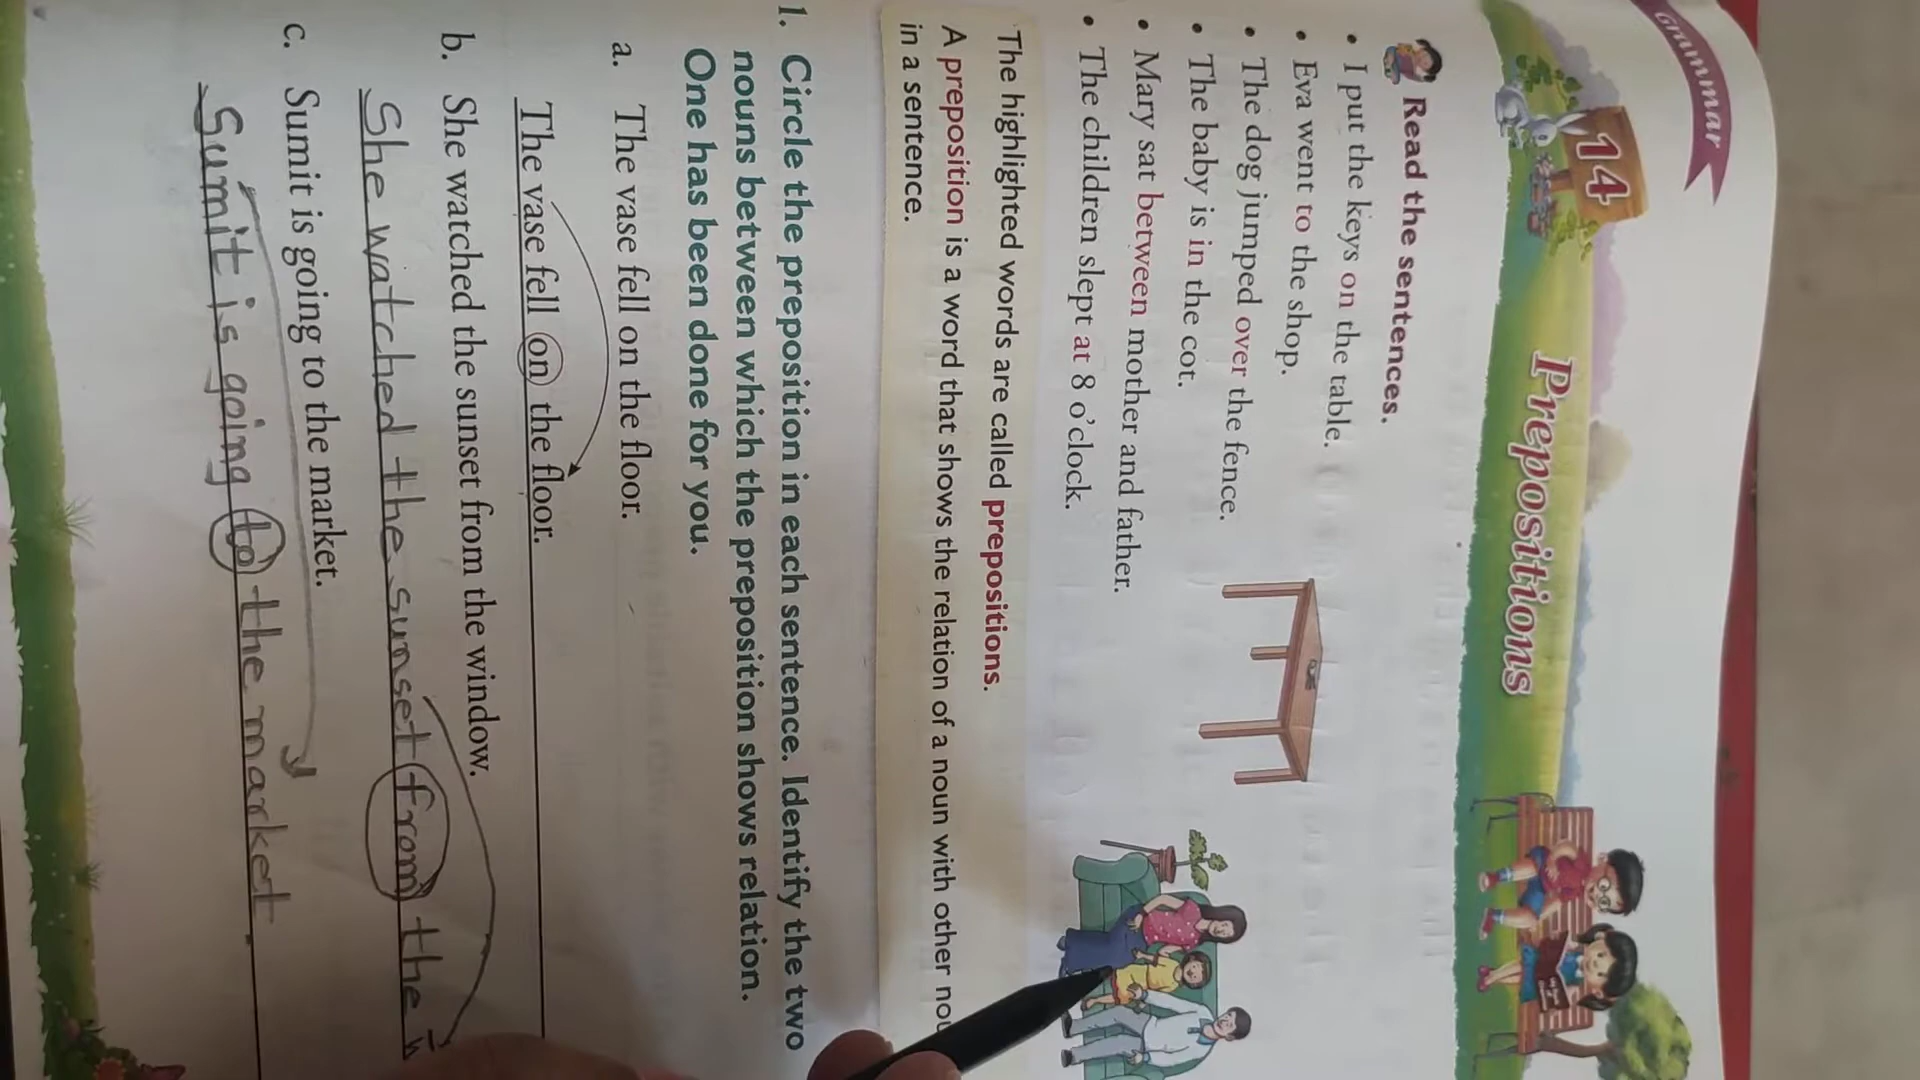 Grammar
14
Prepositions
Read the sentences.
• I put the keys on the table.
• Eva went to the shop.
• The dog jumped over the fence.
• The baby is in the cot.
• Mary sat between mother and father.
• The children slept at 8 o'clock.
The highlighted words are called prepositions.
A preposition is a word that shows the relation of a noun with other nou
in a sentence.
1. Circle the preposition in each sentence. Identify the two
nouns between which the preposition shows relation.
One has been done for you.
a. The vase fell on the floor.
The vase fell on the floor.
b. She watched the sunset from the window.
She watched the sunset from the w
c. Sumit is going to the market.
Sumit is going to the market.